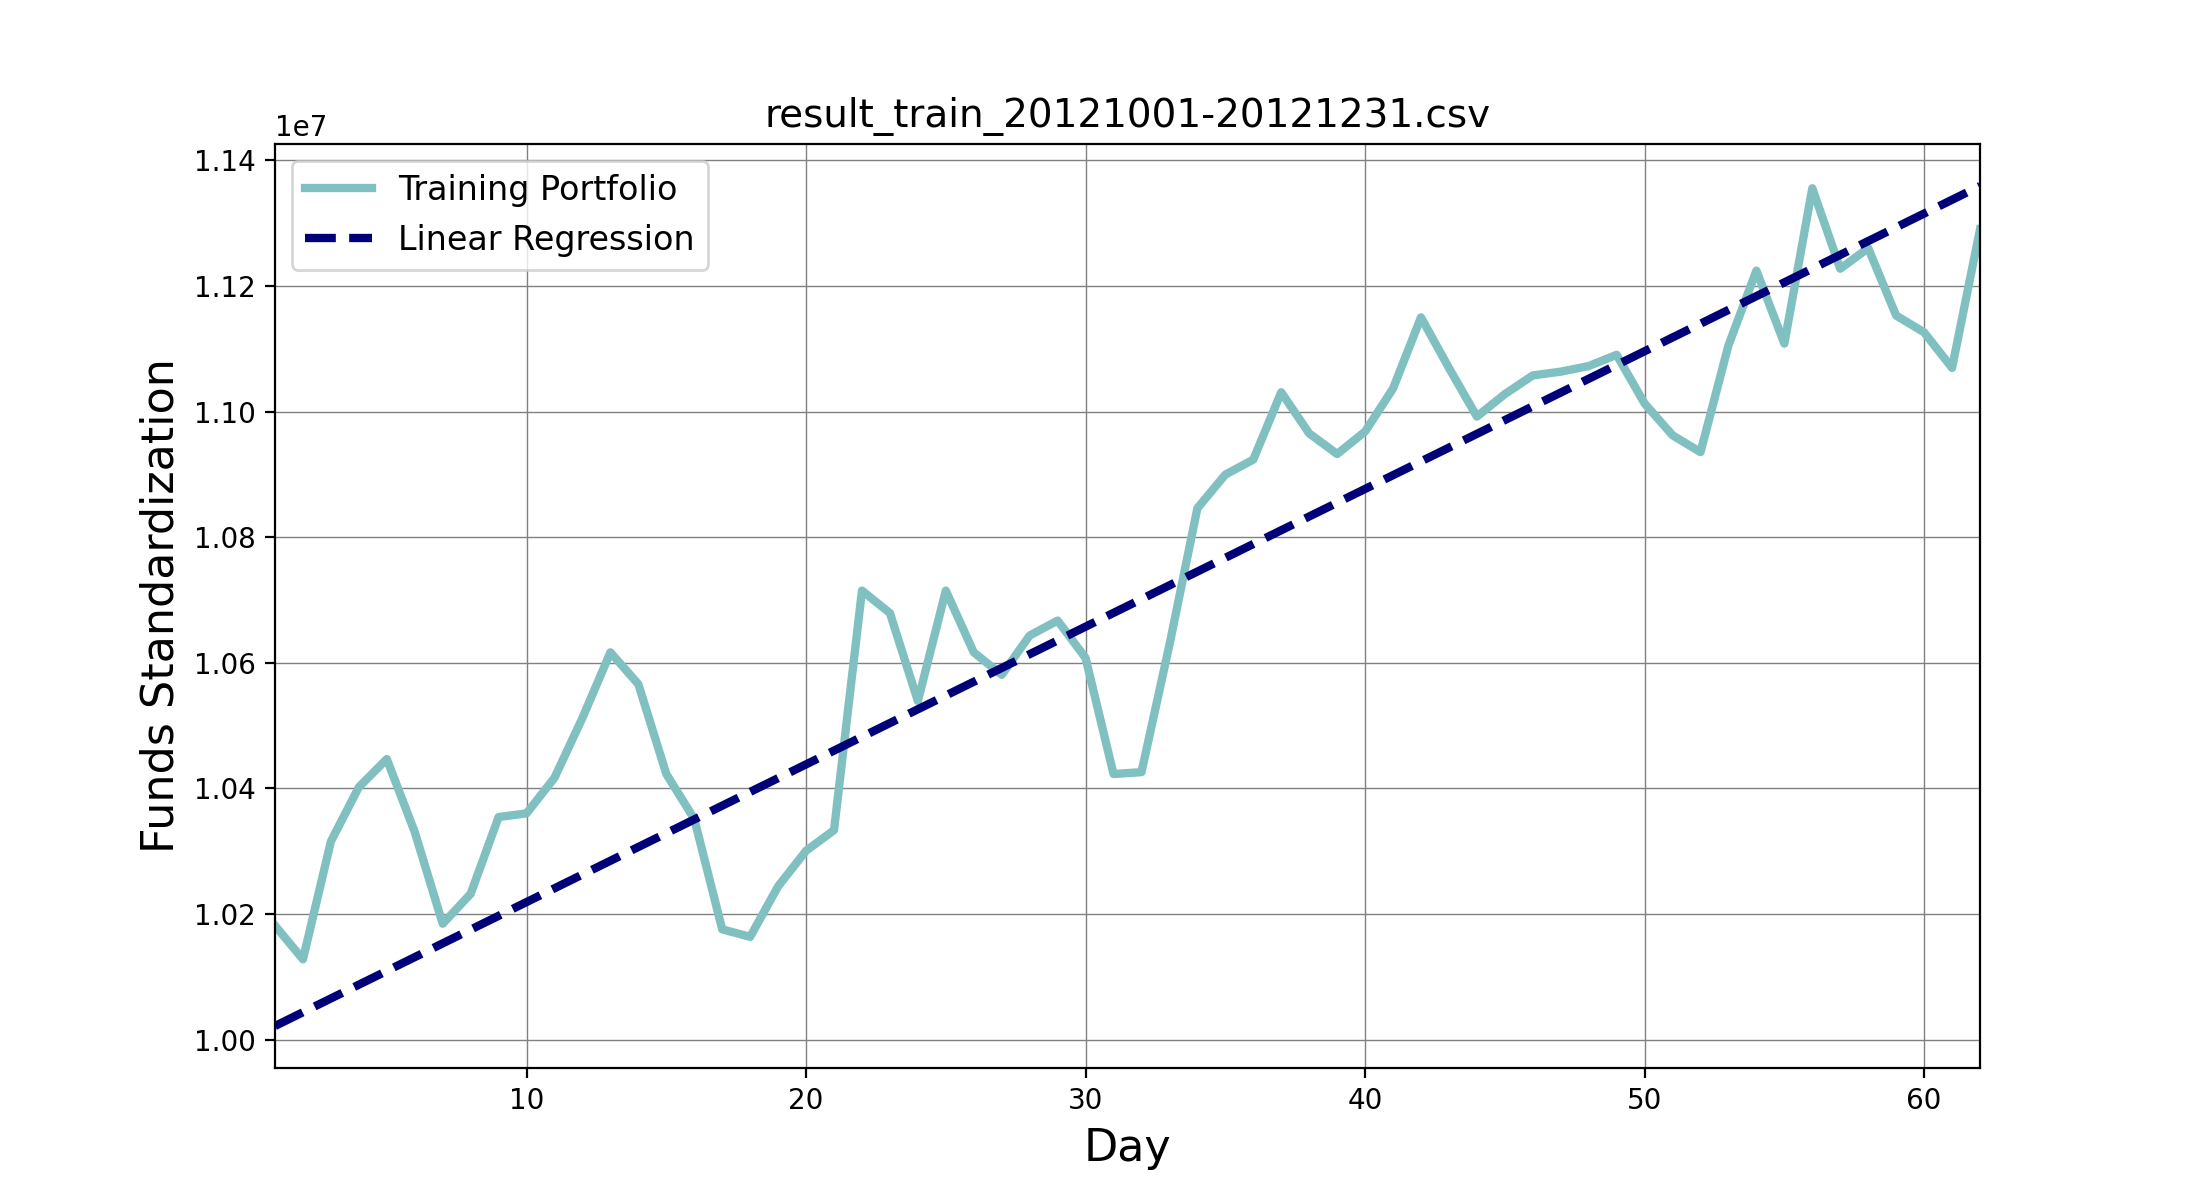 result_train_20121001-20121231.csv
1e7
Training Portfolio
Linear Regression
1.14
1.12
1.10
1.08
1.06
1.04
1.02
1.00
Funds Standardization
10 20 30 40 50 60
Day